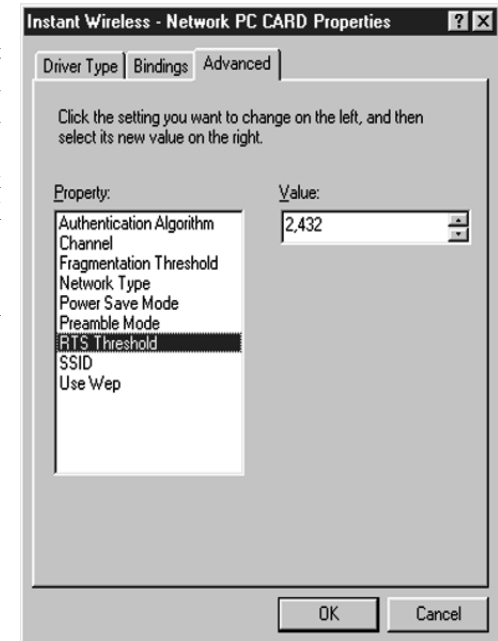 Instant Wireless - Network PC CARD Properties
Driver Type Bindings Advanced
Click the setting you want to change on the left, and then
select its new value on the right.
Property:
Authentication Algorithm
Channel
Fragmentation Threshold
Network Type
Power Save Mode
Preamble Mode
RTS Threshold
SSID
Use Wep
Value:
2,432
OK Cancel